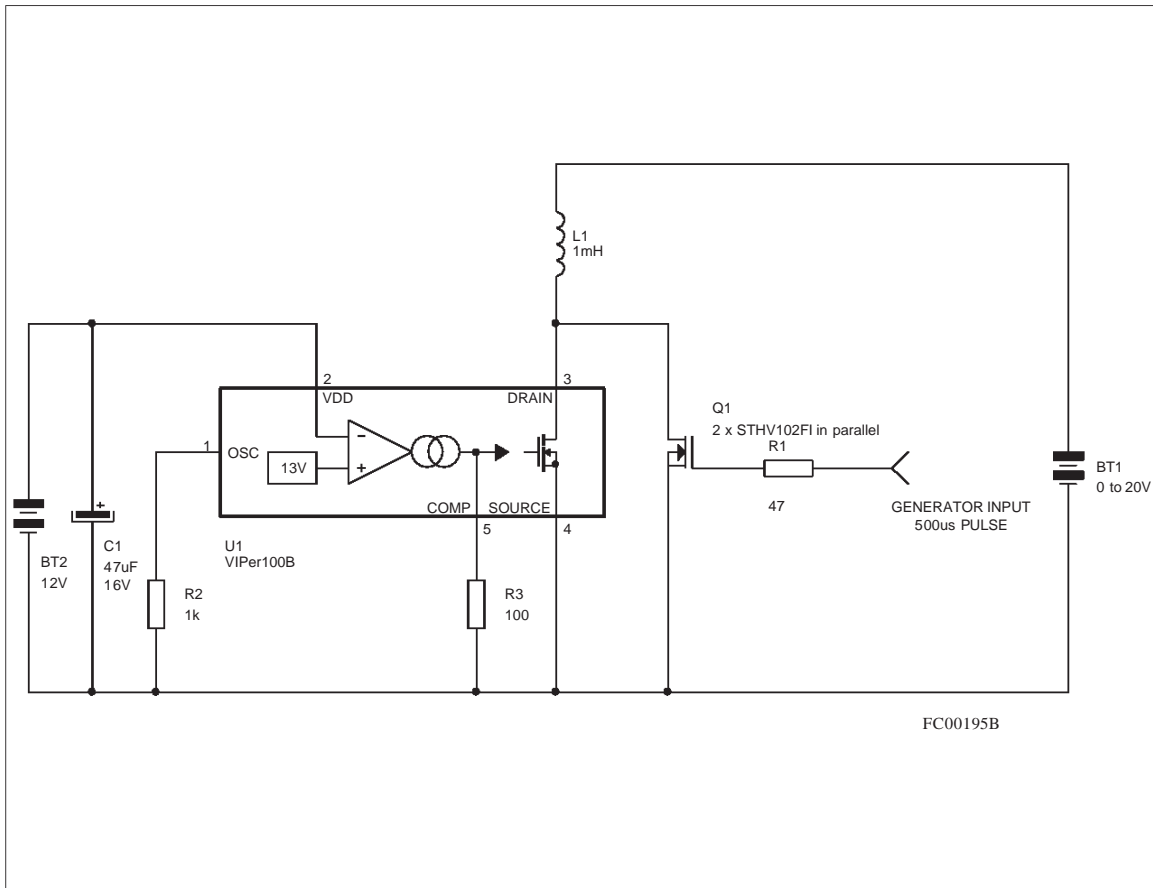 L1
1mH
2
VDD
3
DRAIN
1
OSC
13V
-
+
COMP
SOURCE
5
4
U1
VIPer100B
Q1
2 x STHV102FI in parallel
R1
47
GENERATOR INPUT
500us PULSE
BT1
0 to 20V
BT2
12V
+
C1
47uF
16V
R2
1k
R3
100
FC00195B